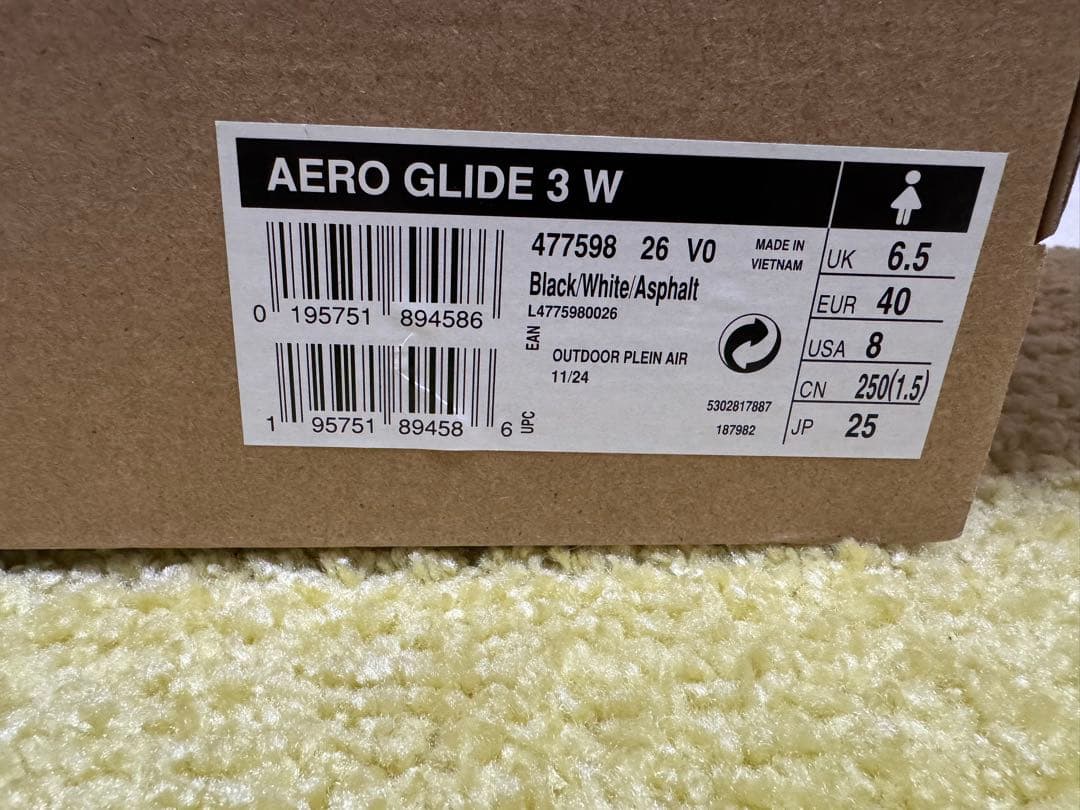 AERO GLIDE 3 W
0 195751 894586
EAN
1 95751 89458 6
UPC
477598 26 V0
Black/White/Asphalt
L4775980026
OUTDOOR PLEIN AIR
11/24
MADE IN
VIETNAM
5302817887
187982
UK 6.5
EUR 40
USA 8
CN 250(1.5)
JP 25